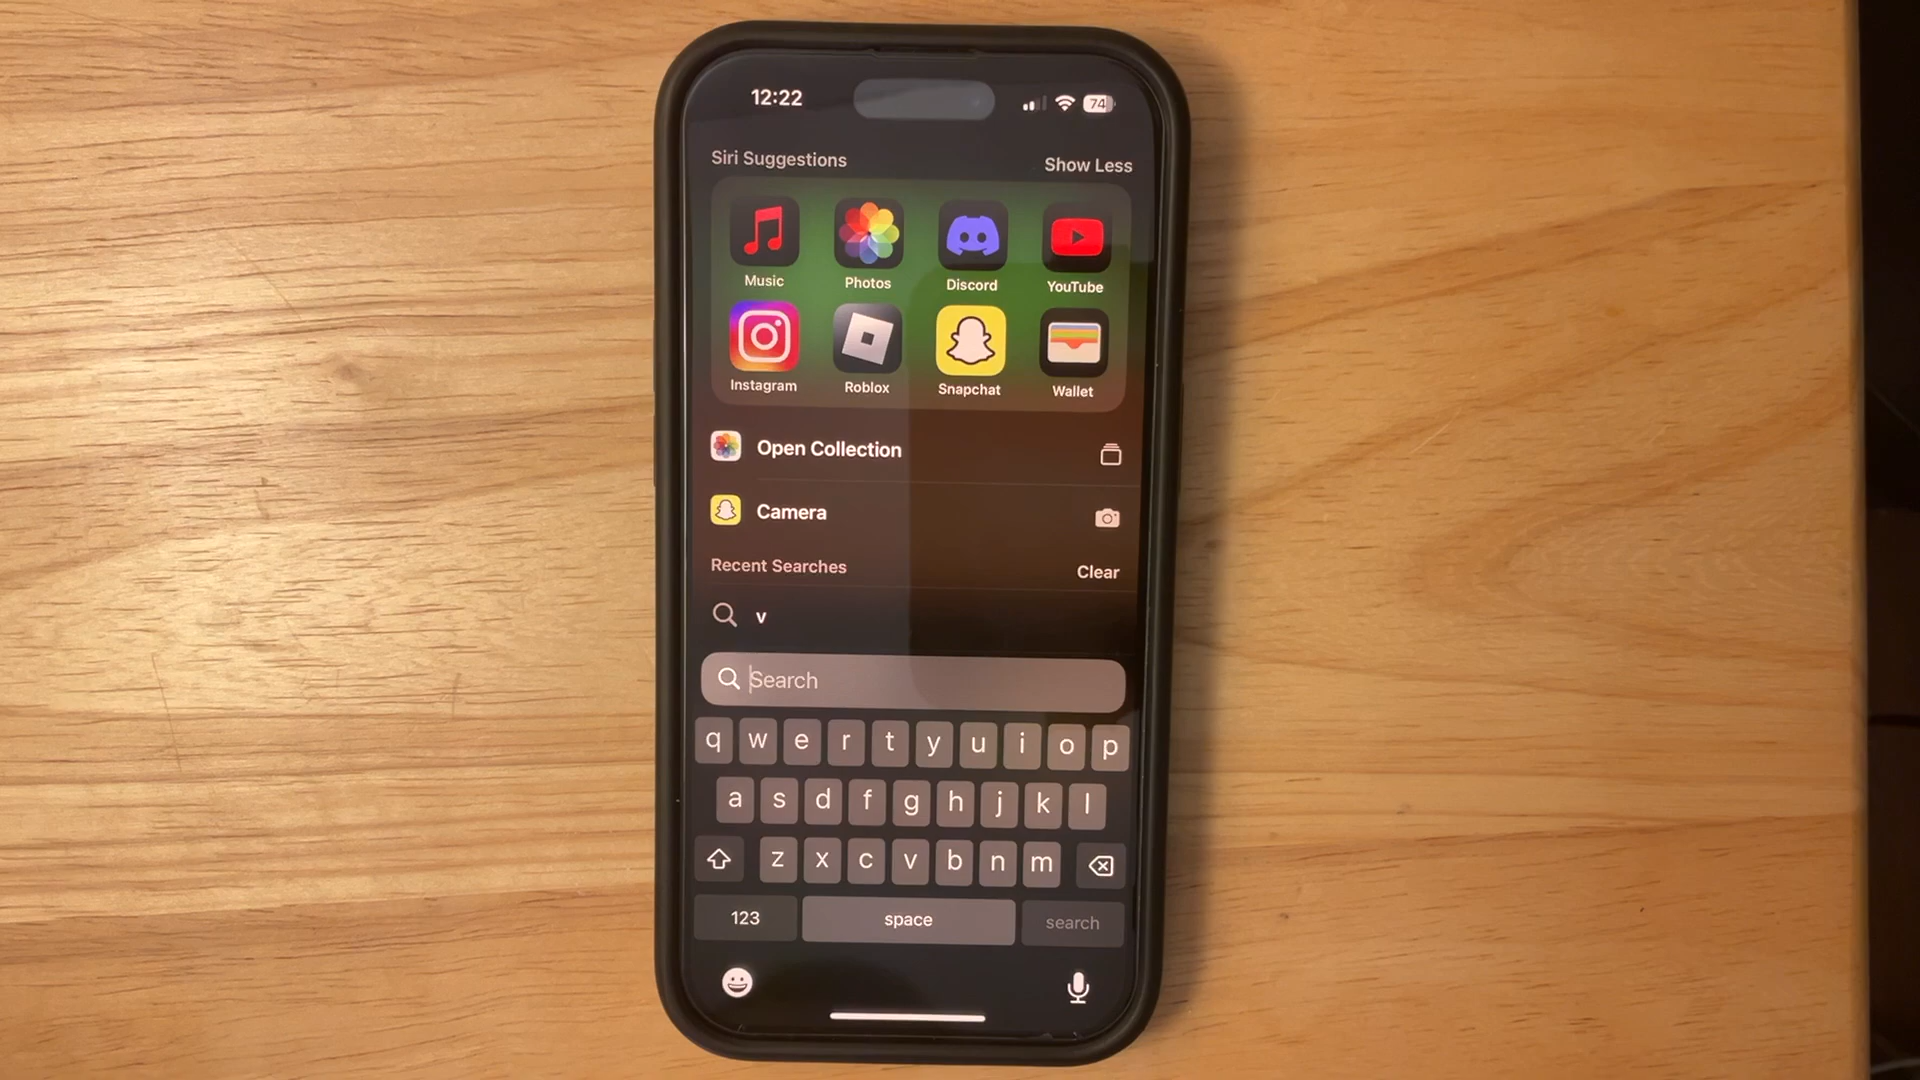 12:22 74
Siri Suggestions Show Less
Music Photos Discord YouTube
Instagram Roblox Snapchat Wallet
Open Collection
Camera
Recent Searches Clear
v
Search
q w e r t y u i o p
a s d f g h j k l
z x c v b n m
123 space search